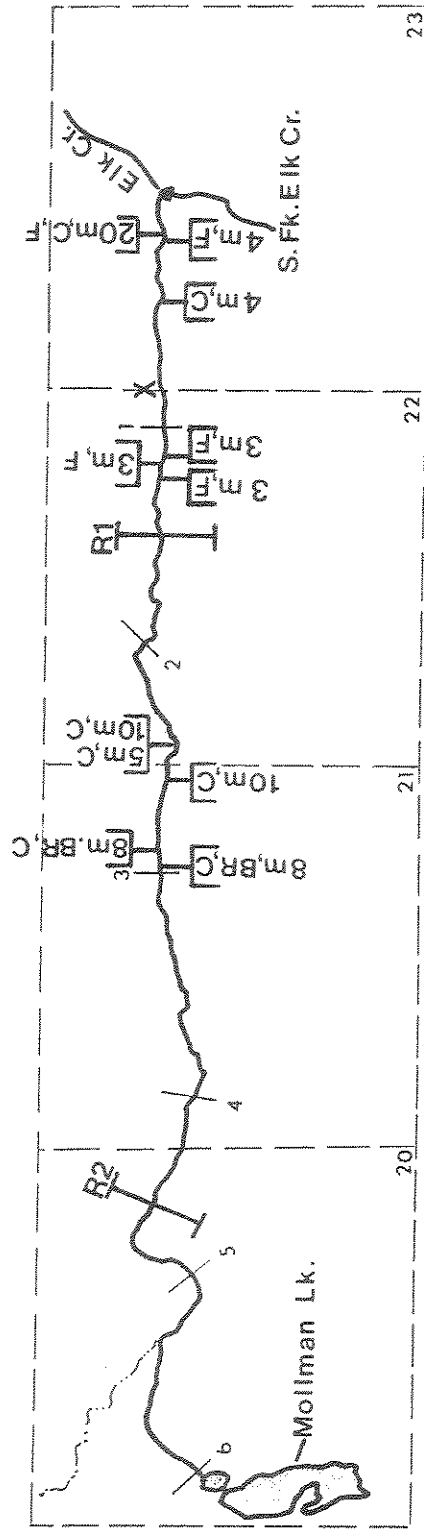 23
Elk Cr.
S. Fk. Elk Cr.
20m,C,F
4m,F
4m,C
X
22
1
3m,F
3m,F
3m,F
R1
2
10m,C
5m,C
10m,C
21
8m.BR,C
8m,BR,C
3
4
20
R2
5
6
Mollman Lk.